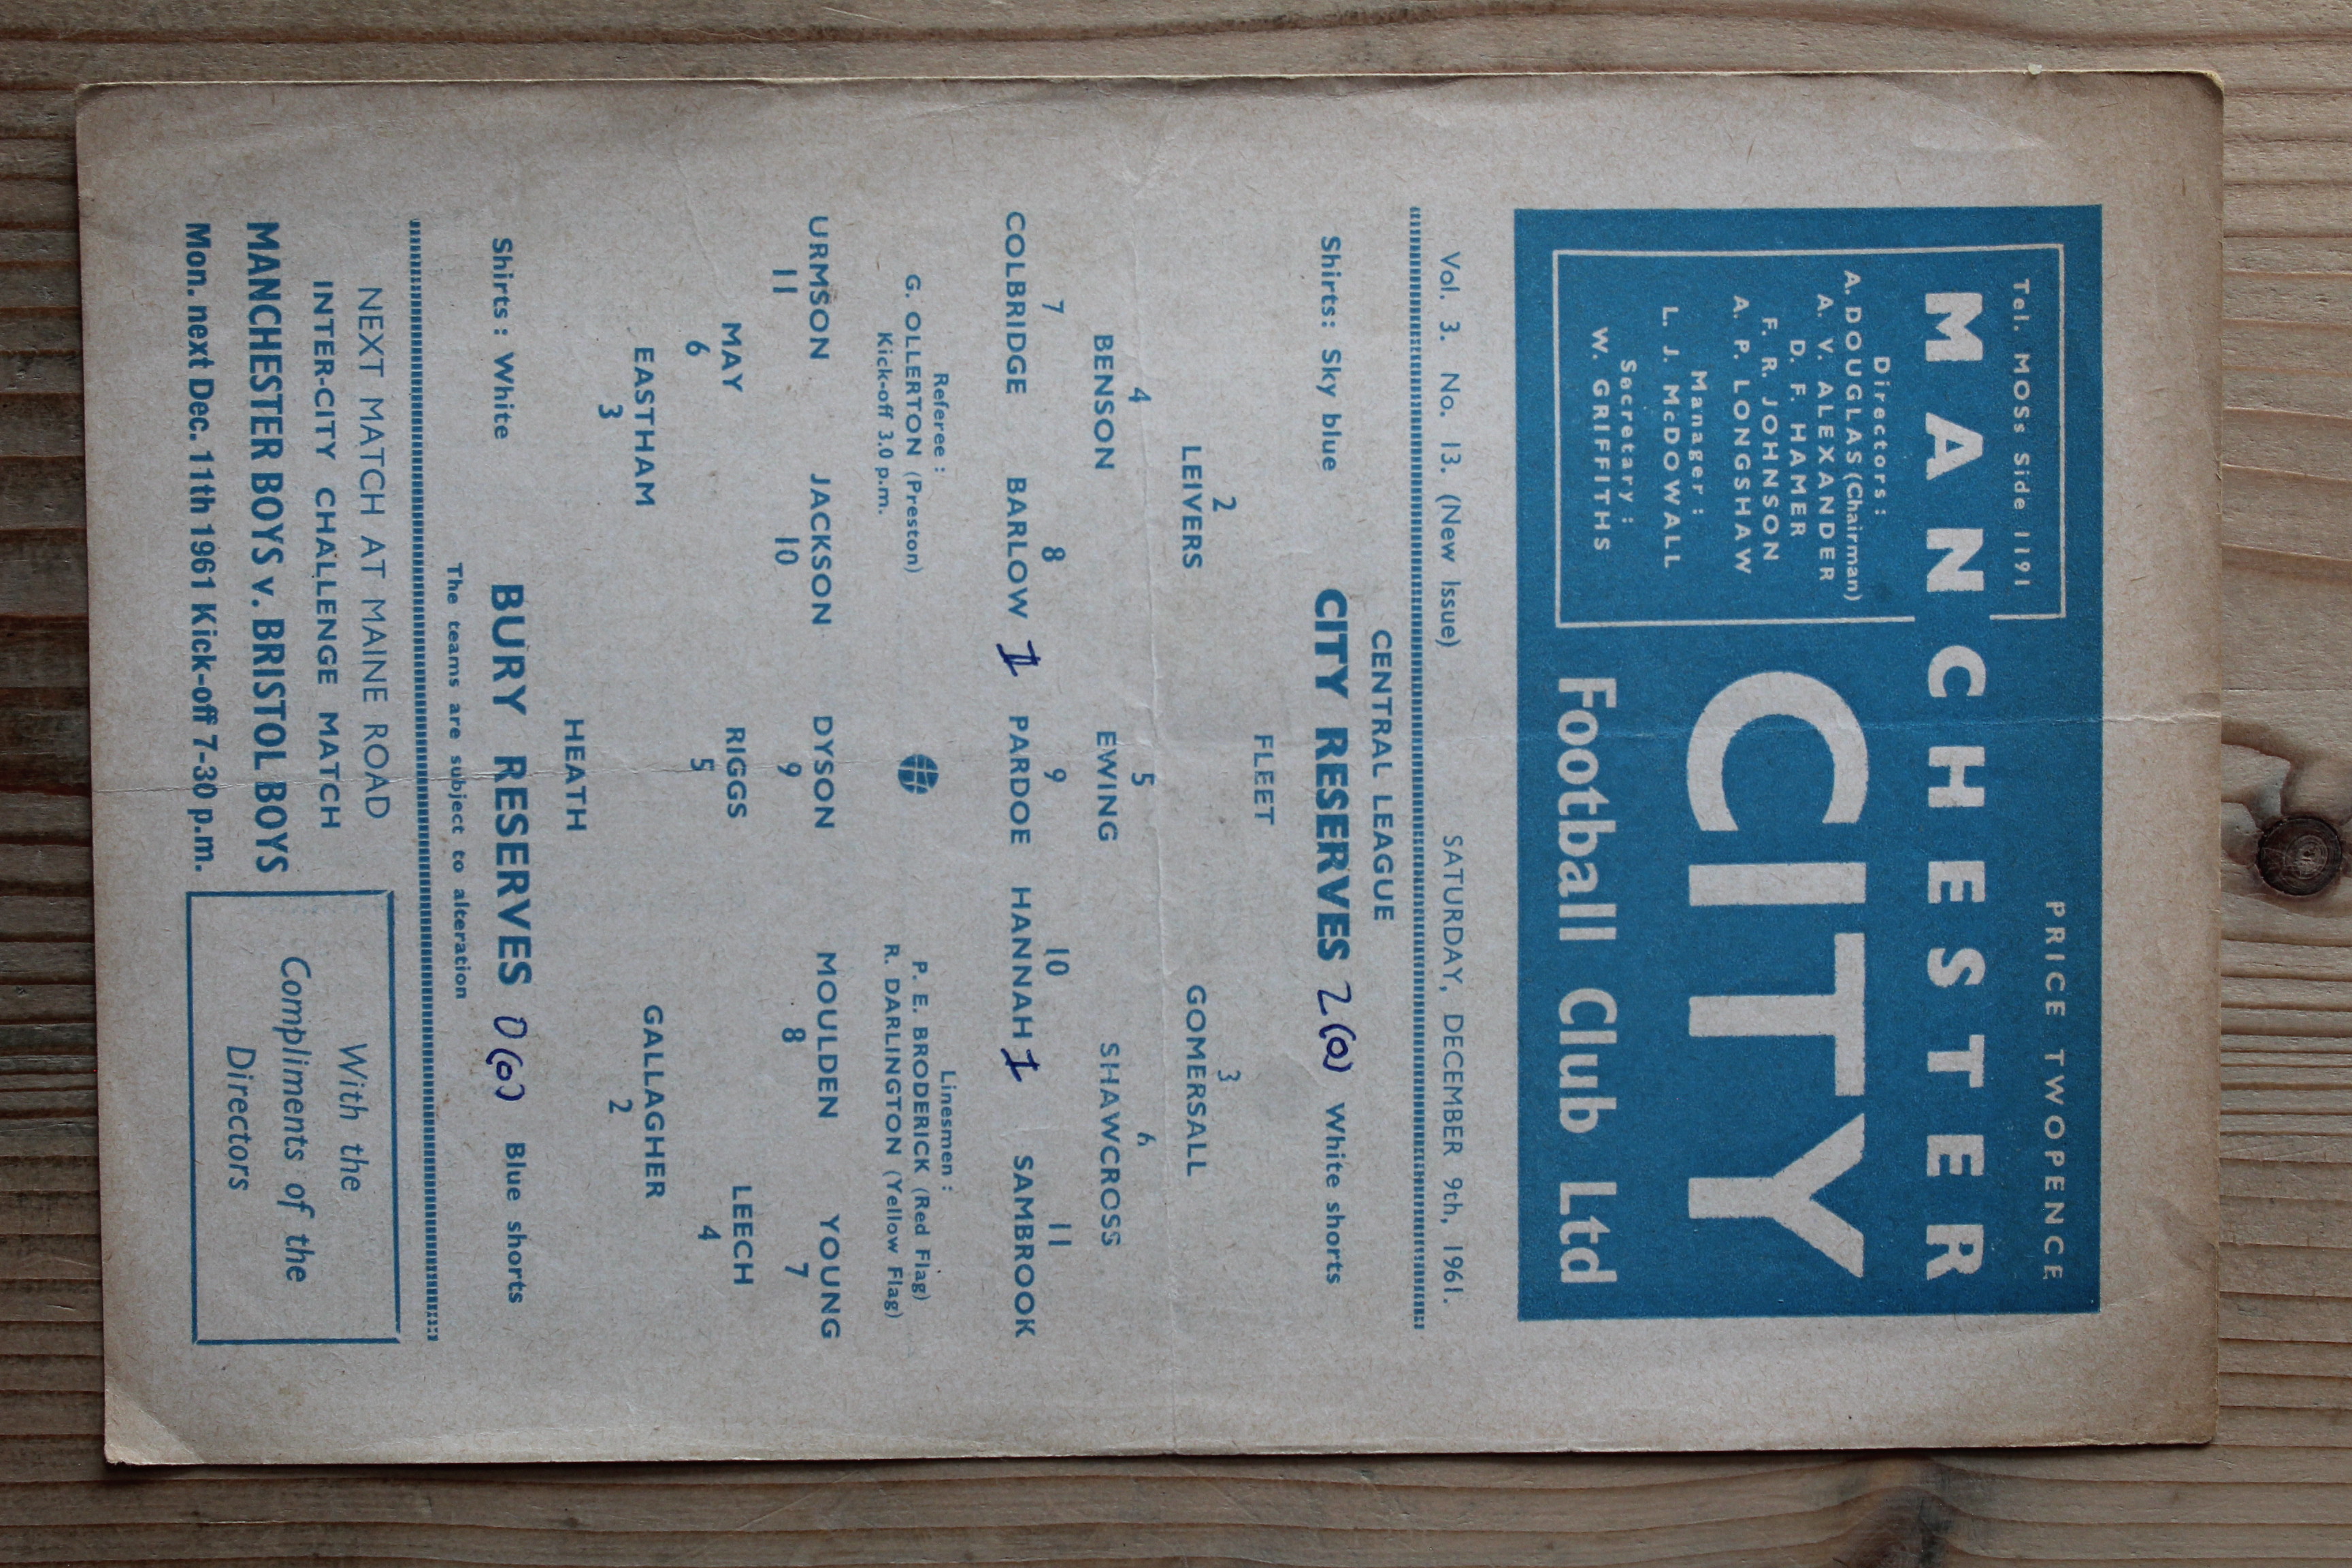 Tel. MOSs Side 1191
PRICE TWOPENCE
MANCHESTER
CITY
Football Club Ltd
Directors :
A. DOUGLAS (Chairman)
A. V. ALEXANDER
D. F. HAMER
F. R. JOHNSON
A. P. LONGSHAW
Manager :
L. J. McDOWALL
Secretary :
W. GRIFFITHS
Vol. 3. No. 13. (New Issue) SATURDAY, DECEMBER 9th, 1961.
CENTRAL LEAGUE
Shirts: Sky blue CITY RESERVES 2(0) White shorts
FLEET
2 3
LEIVERS GOMERSALL
4 5 6
BENSON EWING SHAWCROSS
7 8 9 10 11
COLBRIDGE BARLOW 1 PARDOE HANNAH 1 SAMBROOK
Referee :
G. OLLERTON (Preston)
Kick-off 3.0 p.m.
Linesmen :
P. E. BRODERICK (Red Flag)
R. DARLINGTON (Yellow Flag)
URMSON JACKSON DYSON MOULDEN YOUNG
11 10 9 8 7
MAY RIGGS LEECH
6 5 4
EASTHAM GALLAGHER
3 2
HEATH
Shirts: White BURY RESERVES 0(0) Blue shorts
The teams are subject to alteration
NEXT MATCH AT MAINE ROAD
INTER-CITY CHALLENGE MATCH
MANCHESTER BOYS v. BRISTOL BOYS
Mon. next Dec. 11th 1961 Kick-off 7-30 p.m.
With the
Compliments of the
Directors